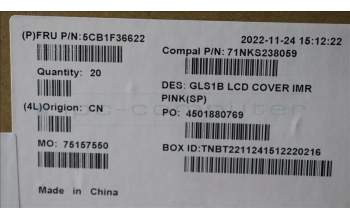 (P)FRU P/N:5CB1F36622
2022-11-24 15:12:22
Compal P/N: 71NKS238059
Quantity: 20
DES: GLS1B LCD COVER IMR
PINK(SP)
(4L)Origion: CN
PO: 4501880769
MO: 75157550
BOX ID:TNBT2211241512220216
Made in China